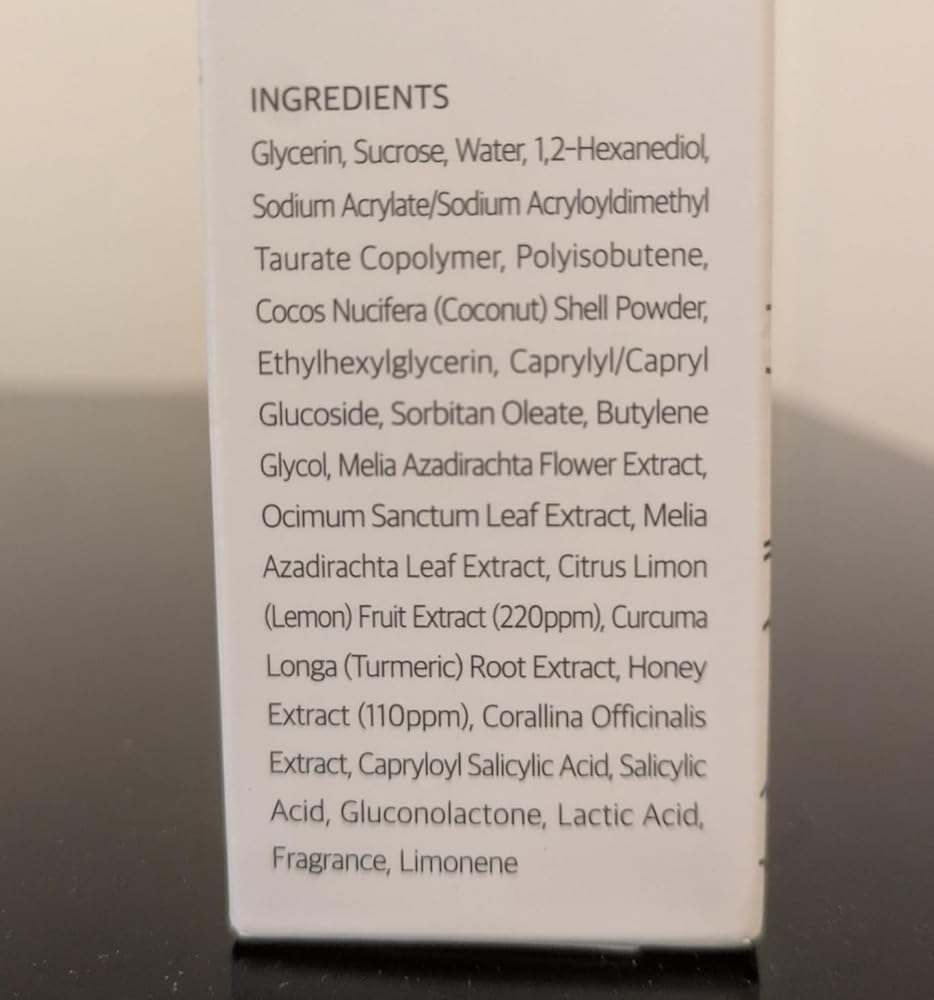 INGREDIENTS
Glycerin, Sucrose, Water, 1,2-Hexanediol,
Sodium Acrylate/Sodium Acryloyldimethyl
Taurate Copolymer, Polyisobutene,
Cocos Nucifera (Coconut) Shell Powder,
Ethylhexylglycerin, Caprylyl/Capryl
Glucoside, Sorbitan Oleate, Butylene
Glycol, Melia Azadirachta Flower Extract,
Ocimum Sanctum Leaf Extract, Melia
Azadirachta Leaf Extract, Citrus Limon
(Lemon) Fruit Extract (220ppm), Curcuma
Longa (Turmeric) Root Extract, Honey
Extract (110ppm), Corallina Officinalis
Extract, Capryloyl Salicylic Acid, Salicylic
Acid, Gluconolactone, Lactic Acid,
Fragrance, Limonene